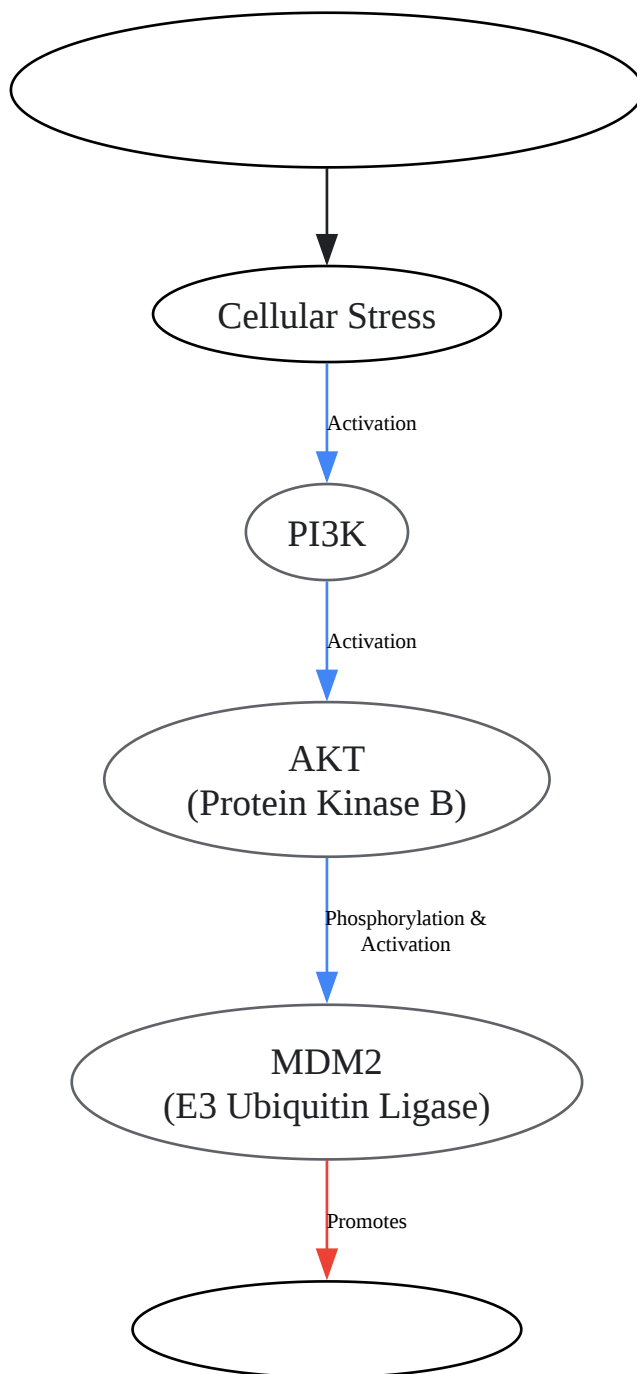 Cellular Stress
Activation
PI3K
Activation
AKT
(Protein Kinase B)
Phosphorylation &
Activation
MDM2
(E3 Ubiquitin Ligase)
Promotes